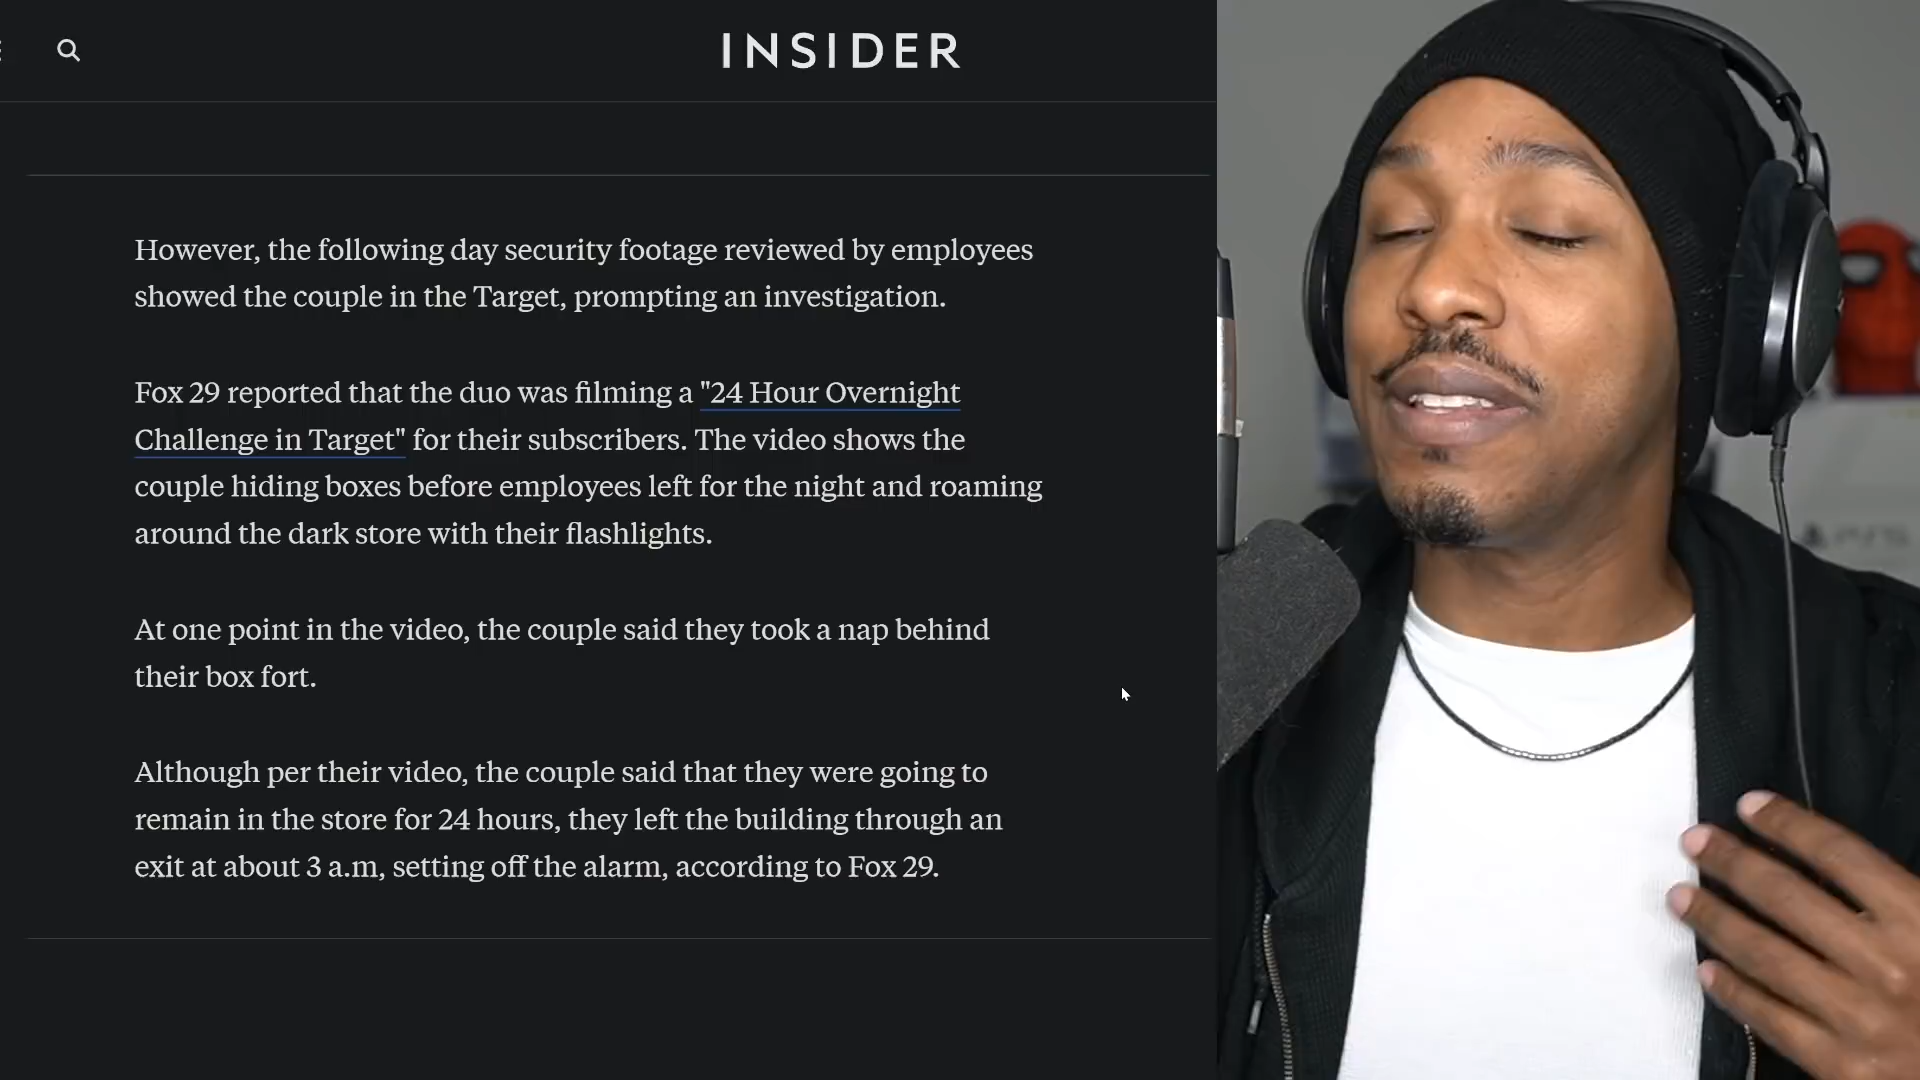 INSIDER
However, the following day security footage reviewed by employees
showed the couple in the Target, prompting an investigation.
Fox 29 reported that the duo was filming a "24 Hour Overnight
Challenge in Target" for their subscribers. The video shows the
couple hiding boxes before employees left for the night and roaming
around the dark store with their flashlights.
At one point in the video, the couple said they took a nap behind
their box fort.
Although per their video, the couple said that they were going to
remain in the store for 24 hours, they left the building through an
exit at about 3 a.m, setting off the alarm, according to Fox 29.
PS5